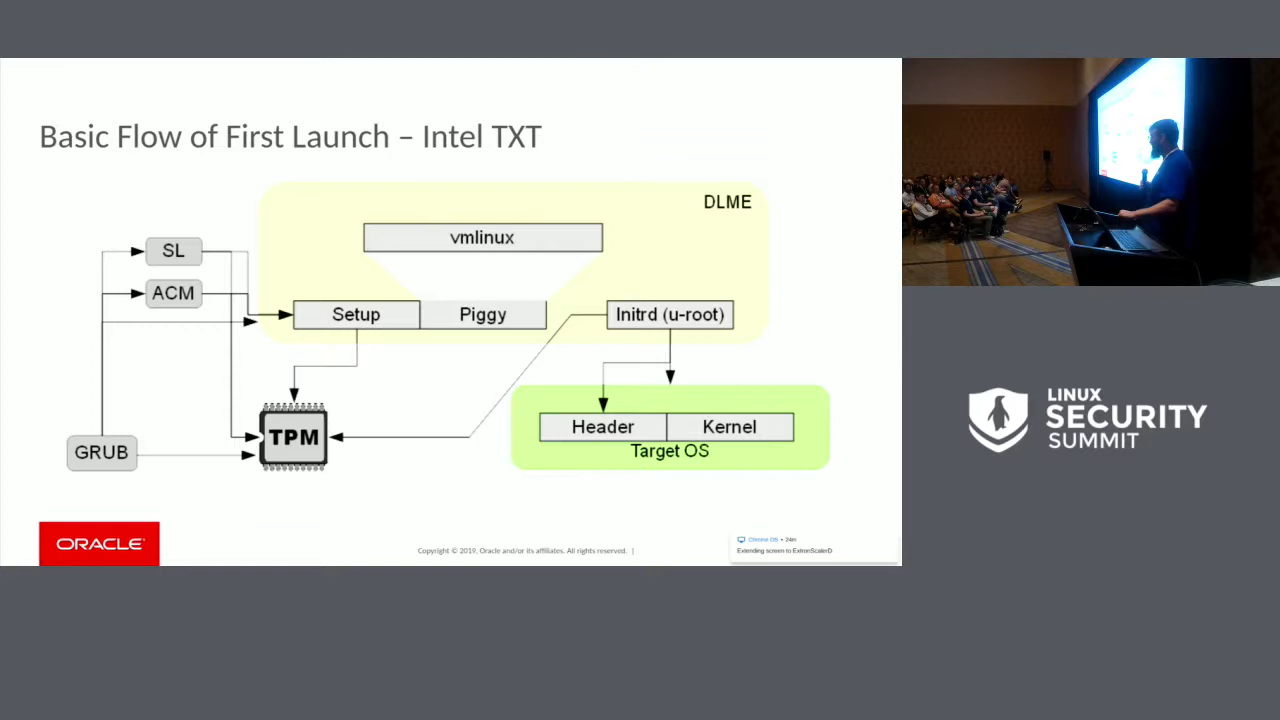 Basic Flow of First Launch – Intel TXT
DLME
vmlinux
SL
ACM
Setup
Piggy
Initrd (u-root)
TPM
GRUB
Header
Kernel
Target OS
ORACLE
Copyright © 2019, Oracle and/or its affiliates. All rights reserved. |
Chrome OS • 24m
Extending screen to ExtronScalerD
LINUX
SECURITY
SUMMIT